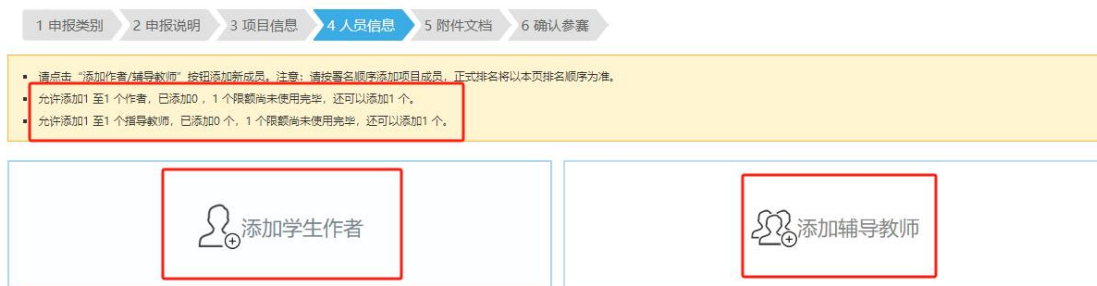 1 申报类别 2 申报说明 3 项目信息 4 人员信息 5 附件文档 6 确认参赛
请点击“添加作者/辅导教师”按钮添加新成员。注意：请按署名顺序添加项目成员，正式排名将以本页排名顺序为准。
允许添加1 至1 个作者，已添加0 ，1 个限额尚未使用完毕，还可以添加1 个。
允许添加1 至1 个指导教师，已添加0 个，1 个限额尚未使用完毕，还可以添加1 个。
添加学生作者
添加辅导教师